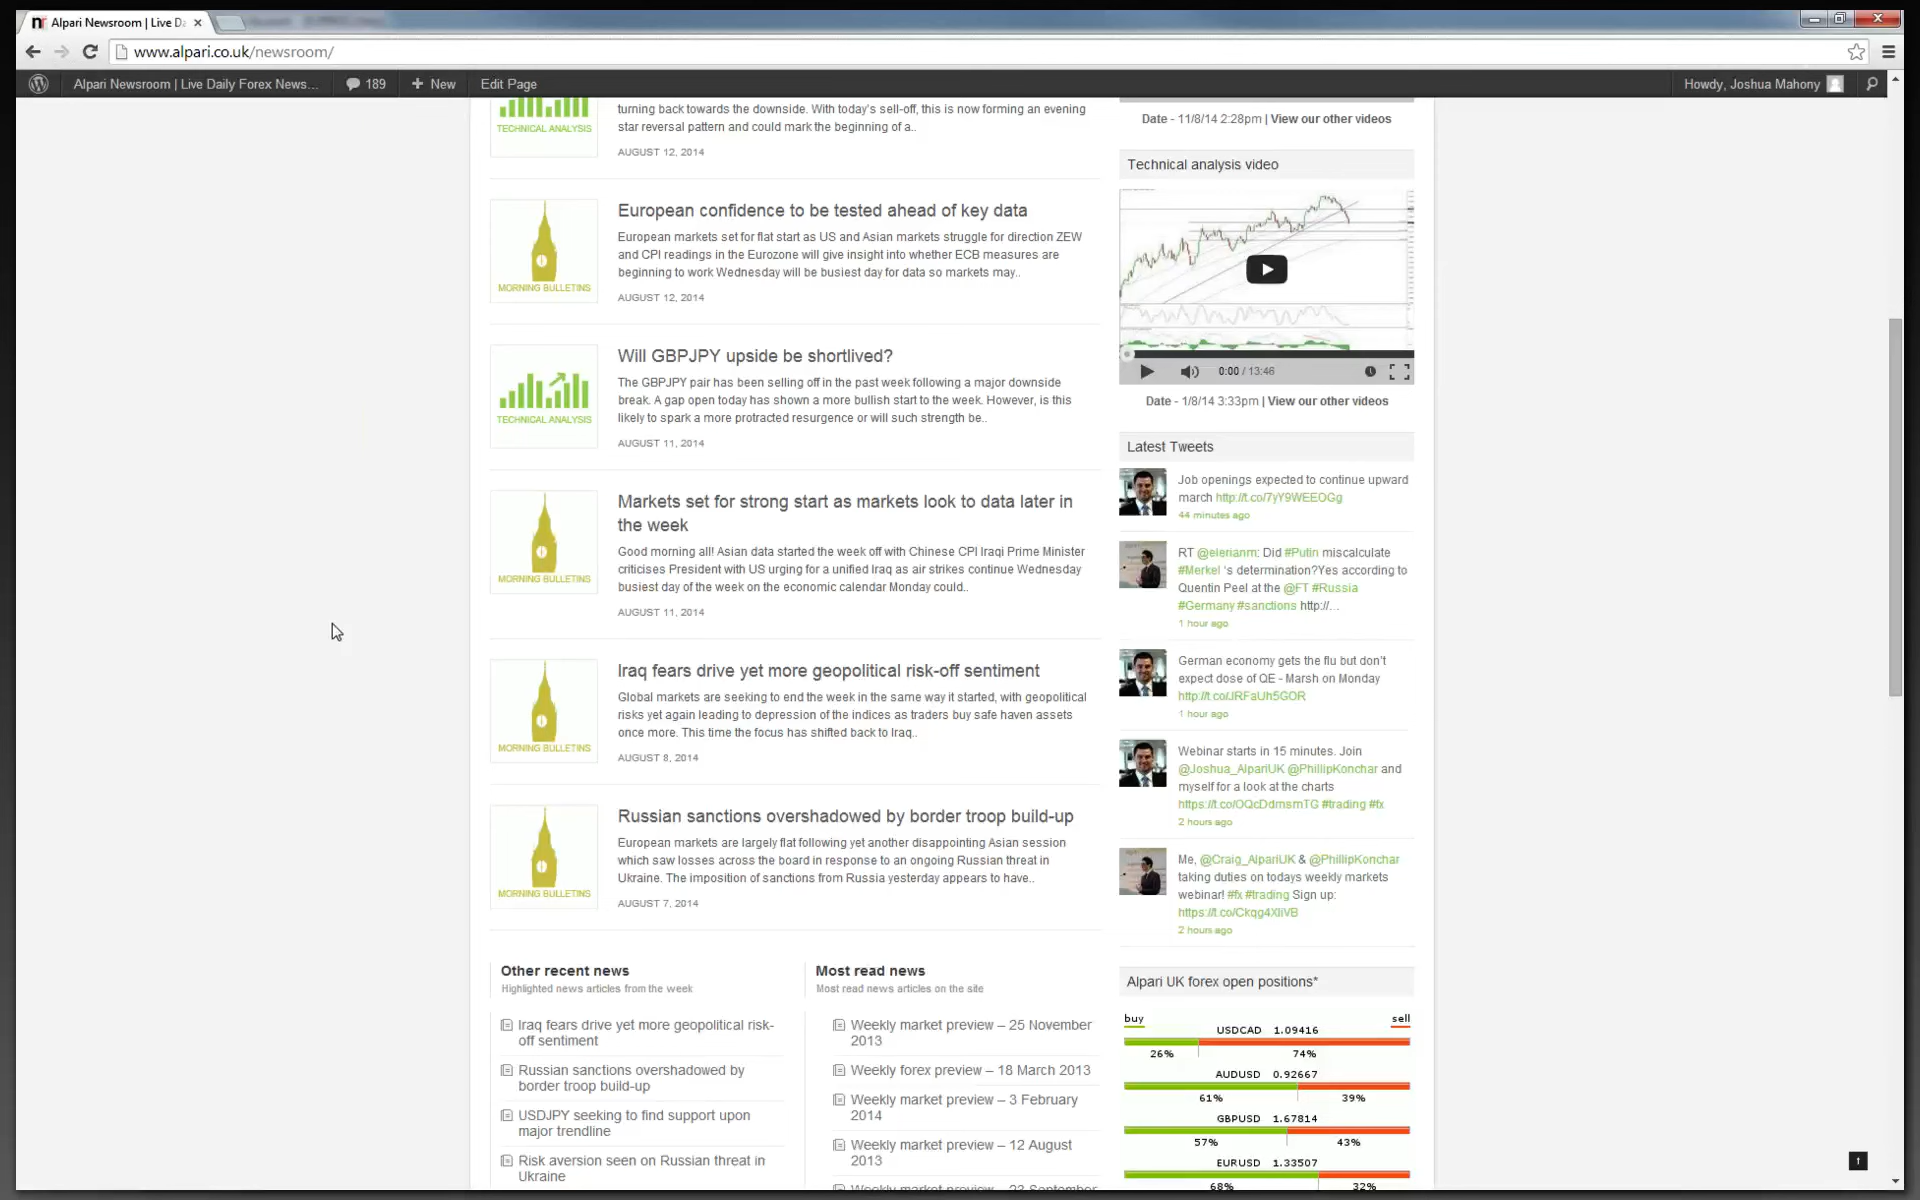 Alpari Newsroom | Live Da
www.alpari.co.uk/newsroom/
Alpari Newsroom | Live Daily Forex News...
189
New
Edit Page
Howdy, Joshua Mahony
TECHNICAL ANALYSIS
turning back towards the downside. With today's sell-off, this is now forming an evening
star reversal pattern and could mark the beginning of a..
AUGUST 12, 2014
MORNING BULLETINS
European confidence to be tested ahead of key data
European markets set for flat start as US and Asian markets struggle for direction ZEW
and CPI readings in the Eurozone will give insight into whether ECB measures are
beginning to work Wednesday will be busiest day for data so markets may..
AUGUST 12, 2014
TECHNICAL ANALYSIS
Will GBPJPY upside be shortlived?
The GBPJPY pair has been selling off in the past week following a major downside
break. A gap open today has shown a more bullish start to the week. However, is this
likely to spark a more protracted resurgence or will such strength be..
AUGUST 11, 2014
MORNING BULLETINS
Markets set for strong start as markets look to data later in
the week
Good morning all! Asian data started the week off with Chinese CPI Iraqi Prime Minister
criticises President with US urging for a unified Iraq as air strikes continue Wednesday
busiest day of the week on the economic calendar Monday could..
AUGUST 11, 2014
MORNING BULLETINS
Iraq fears drive yet more geopolitical risk-off sentiment
Global markets are seeking to end the week in the same way it started, with geopolitical
risks yet again leading to depression of the indices as traders buy safe haven assets
once more. This time the focus has shifted back to Iraq..
AUGUST 8, 2014
MORNING BULLETINS
Russian sanctions overshadowed by border troop build-up
European markets are largely flat following yet another disappointing Asian session
which saw losses across the board in response to an ongoing Russian threat in
Ukraine. The imposition of sanctions from Russia yesterday appears to have..
AUGUST 7, 2014
Other recent news
Highlighted news articles from the week
Iraq fears drive yet more geopolitical risk-
off sentiment
Russian sanctions overshadowed by
border troop build-up
USDJPY seeking to find support upon
major trendline
Risk aversion seen on Russian threat in
Ukraine
Most read news
Most read news articles on the site
Weekly market preview – 25 November
2013
Weekly forex preview – 18 March 2013
Weekly market preview – 3 February
2014
Weekly market preview – 12 August
2013
Weekly market preview – 23 September
Date - 11/8/14 2:28pm | View our other videos
Technical analysis video
0:00 / 13:46
Date - 1/8/14 3:33pm | View our other videos
Latest Tweets
Job openings expected to continue upward
march http://t.co/7yY9WEEOGg
44 minutes ago
RT @elerianm: Did #Putin miscalculate
#Merkel 's determination?Yes according to
Quentin Peel at the @FT #Russia
#Germany #sanctions http://...
1 hour ago
German economy gets the flu but don't
expect dose of QE - Marsh on Monday
http://t.co/JRFaUh5GOR
1 hour ago
Webinar starts in 15 minutes. Join
@Joshua_AlpariUK @PhillipKonchar and
myself for a look at the charts
https://t.co/OQcDdmsmTG #trading #fx
2 hours ago
Me, @Craig_AlpariUK & @PhillipKonchar
taking duties on todays weekly markets
webinar! #fx #trading Sign up:
https://t.co/Ckqg4XliVB
2 hours ago
Alpari UK forex open positions*
buy sell
USDCAD 1.09416
26% 74%
AUDUSD 0.92667
61% 39%
GBPUSD 1.67814
57% 43%
EURUSD 1.33507
68% 32%